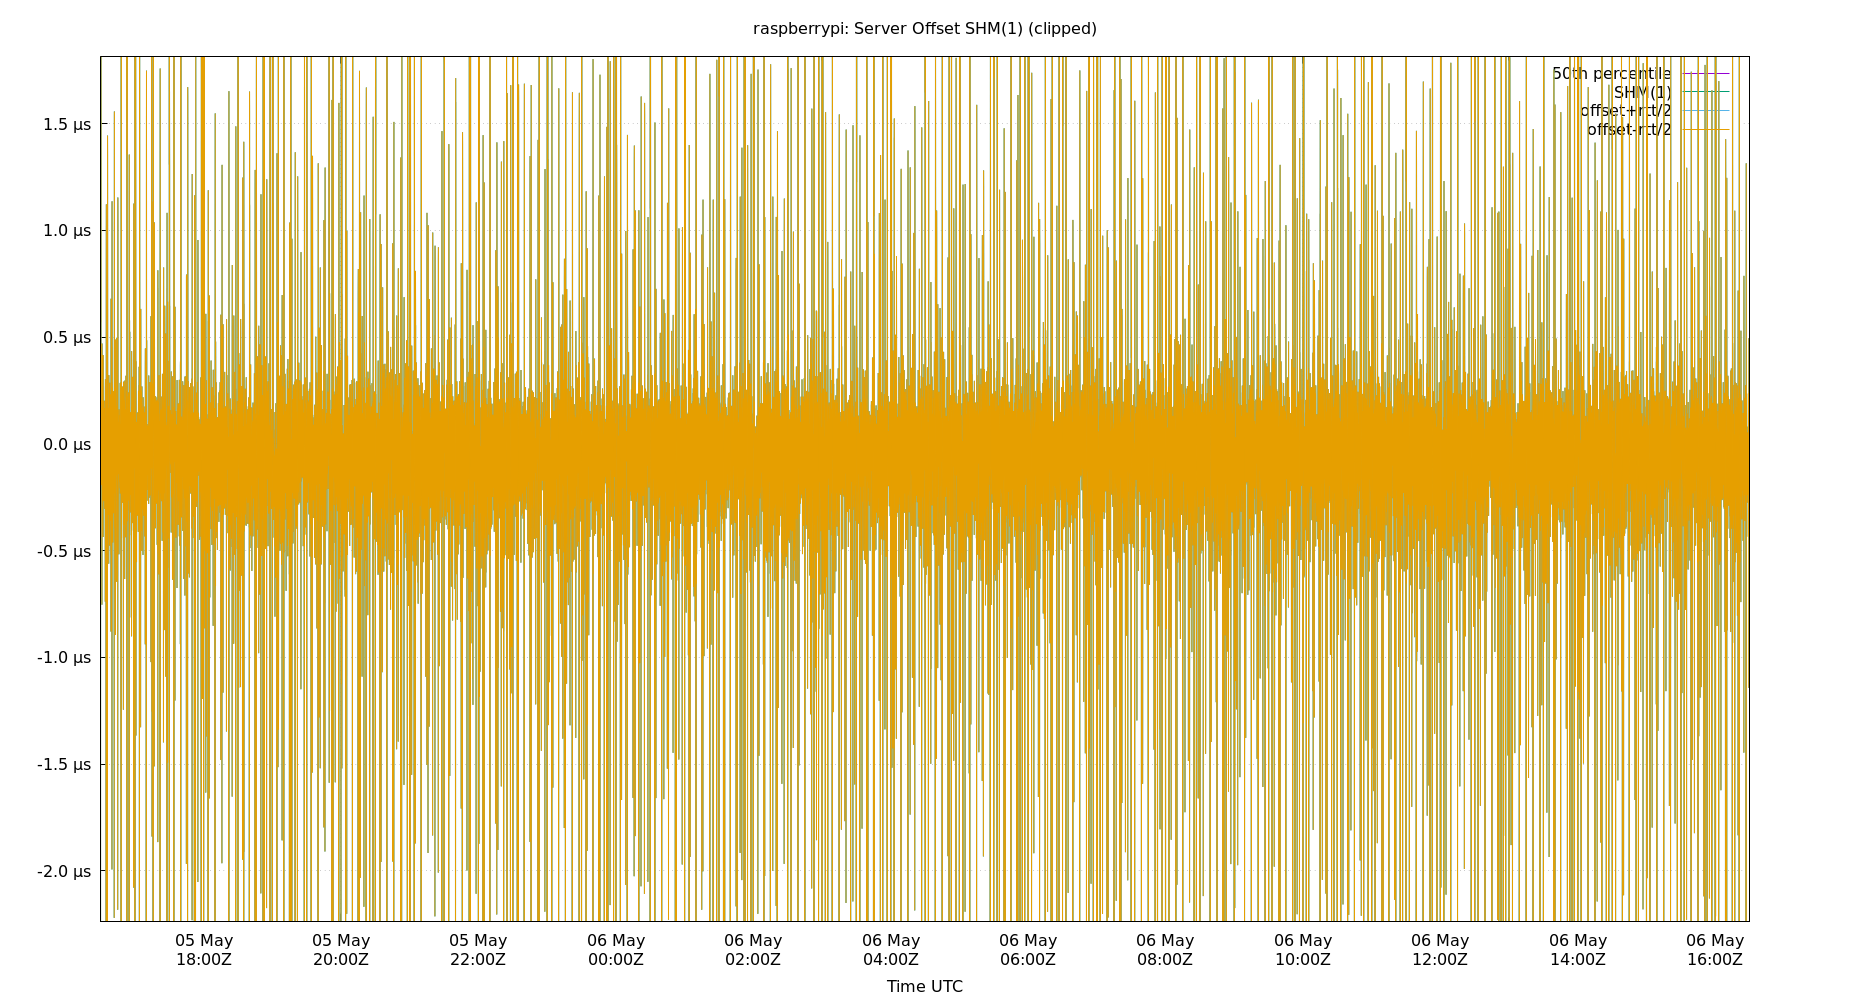 raspberrypi: Server Offset SHM(1) (clipped)
50th percentile
SHM(1)
offset+rtt/2
offset-rtt/2
1.5 µs
1.0 µs
0.5 µs
0.0 µs
-0.5 µs
-1.0 µs
-1.5 µs
-2.0 µs
05 May 05 May 05 May 06 May 06 May 06 May 06 May 06 May 06 May 06 May 06 May 06 May
18:00Z 20:00Z 22:00Z 00:00Z 02:00Z 04:00Z 06:00Z 08:00Z 10:00Z 12:00Z 14:00Z 16:00Z
Time UTC